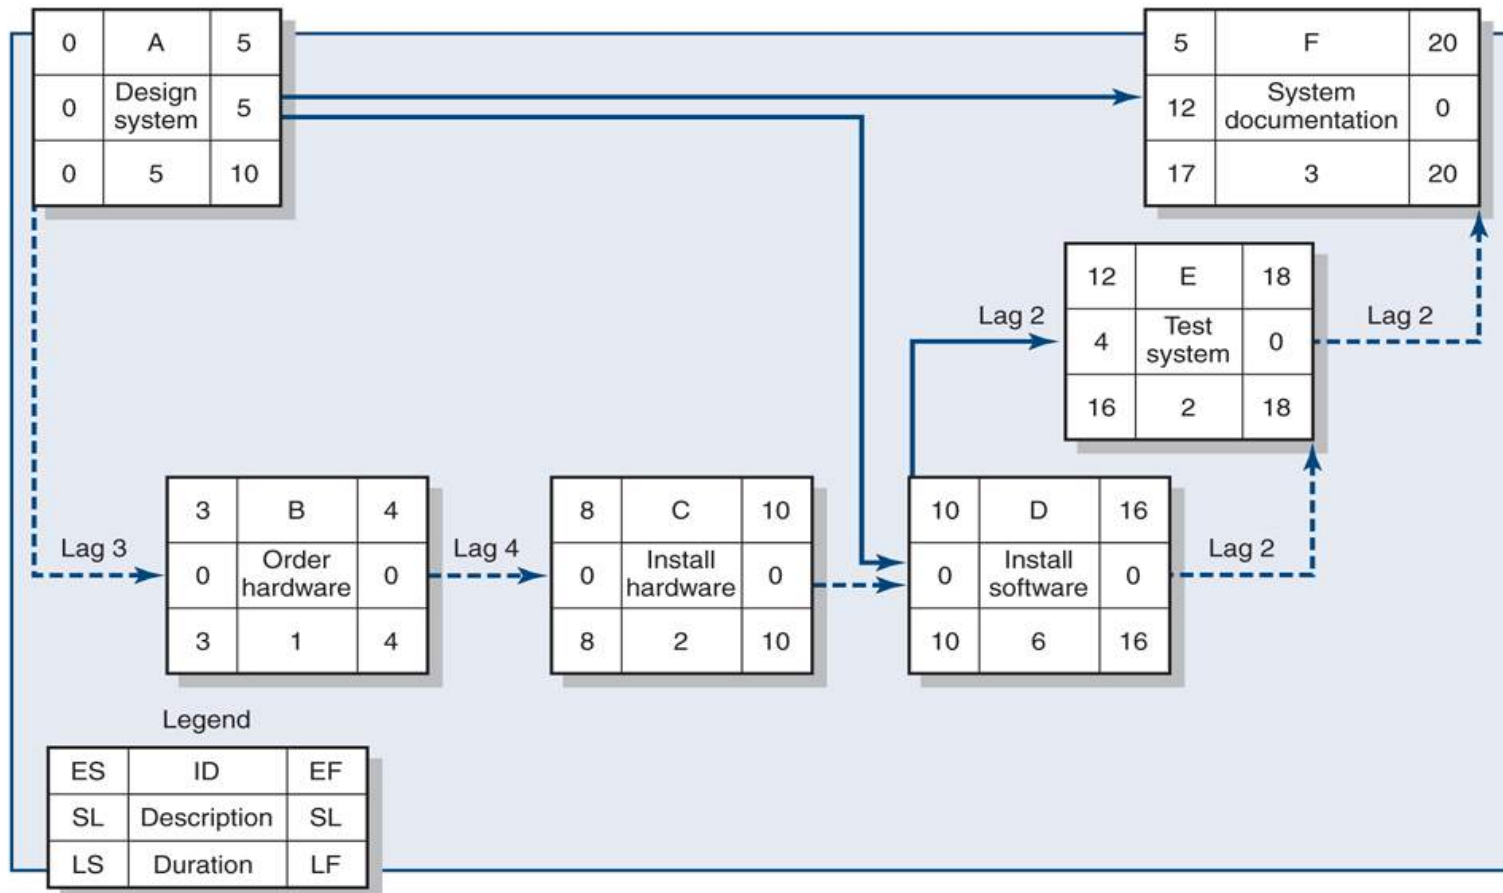 0 A 5
0 Design system 5
0 5 10
5 F 20
12 System documentation 0
17 3 20
12 E 18
Lag 2
4 Test system 0
Lag 2
16 2 18
3 B 4
Lag 3
0 Order hardware 0
3 1 4
Lag 4
8 C 10
0 Install hardware 0
8 2 10
10 D 16
0 Install software 0
10 6 16
Lag 2
Legend
ES ID EF
SL Description SL
LS Duration LF